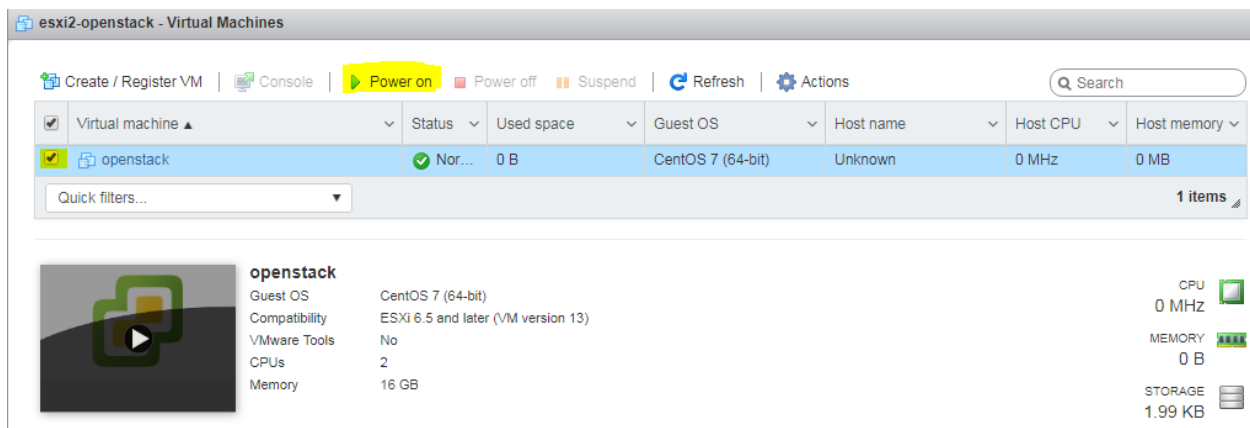 esxi2-openstack - Virtual Machines
Create / Register VM | Console | Power on Power off Suspend | Refresh | Actions Search
Virtual machine ▲ Status Used space Guest OS Host name Host CPU Host memory
openstack Nor... 0 B CentOS 7 (64-bit) Unknown 0 MHz 0 MB
Quick filters... 1 items
openstack
Guest OS CentOS 7 (64-bit)
Compatibility ESXi 6.5 and later (VM version 13)
VMware Tools No
CPUs 2
Memory 16 GB
CPU
0 MHz
MEMORY
0 B
STORAGE
1.99 KB